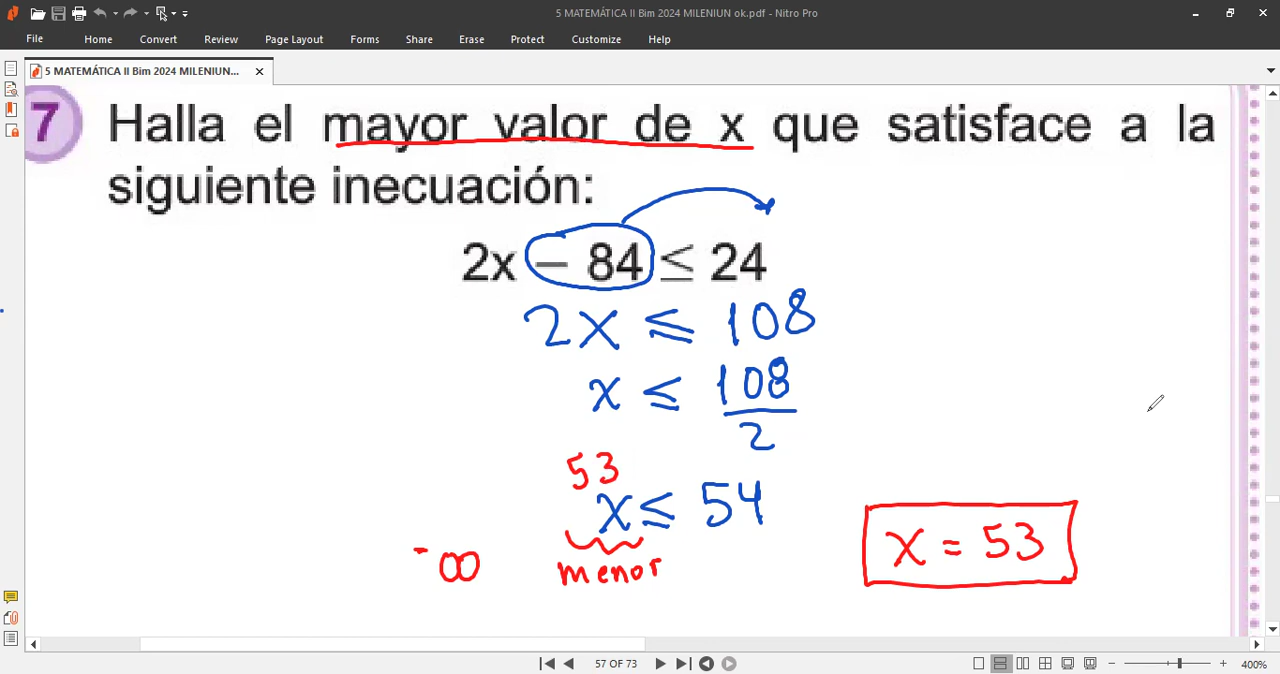 5 MATEMÁTICA II Bim 2024 MILENIUN ok.pdf - Nitro Pro
File Home Convert Review Page Layout Forms Share Erase Protect Customize Help
5 MATEMÁTICA II Bim 2024 MILENIUN... ×
7 Halla el mayor valor de x que satisface a la
siguiente inecuación:
2x – 84 ≤ 24
2x ≤ 108
x ≤ 108/2
53
x ≤ 54
-∞ menor
x = 53
57 OF 73
400%